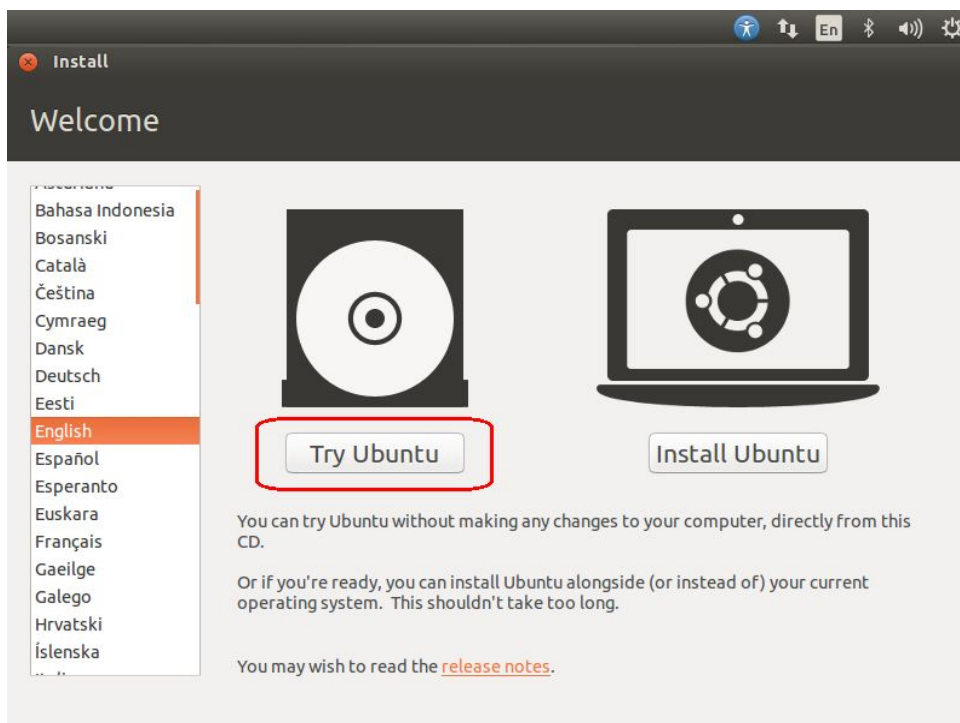 En
Install
Welcome
Bahasa Indonesia
Bosanski
Català
Čeština
Cymraeg
Dansk
Deutsch
Eesti
English
Español
Esperanto
Euskara
Français
Gaeilge
Galego
Hrvatski
Íslenska
Try Ubuntu
Install Ubuntu
You can try Ubuntu without making any changes to your computer, directly from this
CD.
Or if you're ready, you can install Ubuntu alongside (or instead of) your current
operating system. This shouldn't take too long.
You may wish to read the release notes.